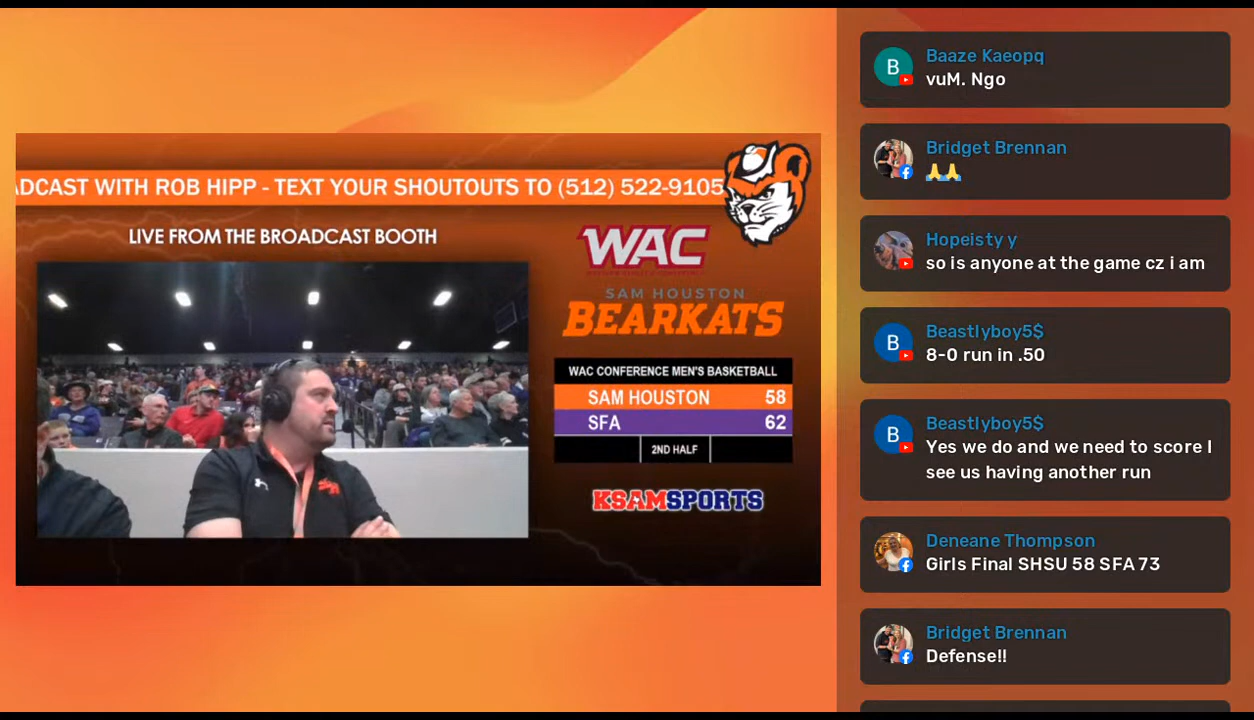 ADCAST WITH ROB HIPP - TEXT YOUR SHOUTOUTS TO (512) 522-9105
LIVE FROM THE BROADCAST BOOTH
WAC
SAM HOUSTON
BEARKATS
WAC CONFERENCE MEN'S BASKETBALL
SAM HOUSTON 58
SFA 62
2ND HALF
KSAMSPORTS
B
Baaze Kaeopq
vuM. Ngo
Bridget Brennan
🙏🙏
Hopeisty y
so is anyone at the game cz i am
B
Beastlyboy5$
8-0 run in .50
B
Beastlyboy5$
Yes we do and we need to score I
see us having another run
Deneane Thompson
Girls Final SHSU 58 SFA 73
Bridget Brennan
Defense!!